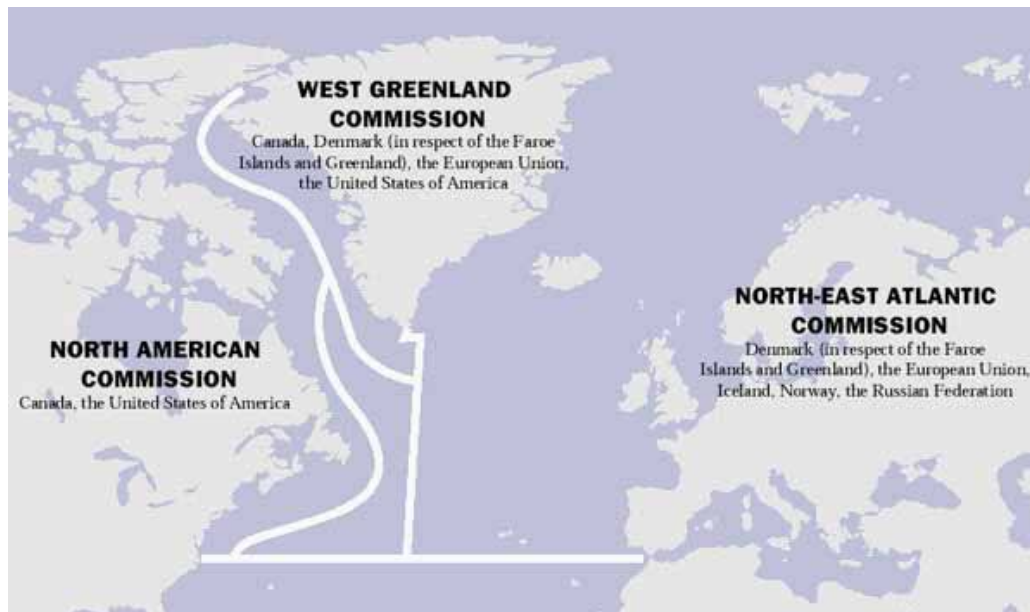 WEST GREENLAND
COMMISSION
Canada, Denmark (in respect of the Faroe
Islands and Greenland), the European Union,
the United States of America
NORTH AMERICAN
COMMISSION
Canada, the United States of America
NORTH-EAST ATLANTIC
COMMISSION
Denmark (in respect of the Faroe
Islands and Greenland), the European Union,
Iceland, Norway, the Russian Federation